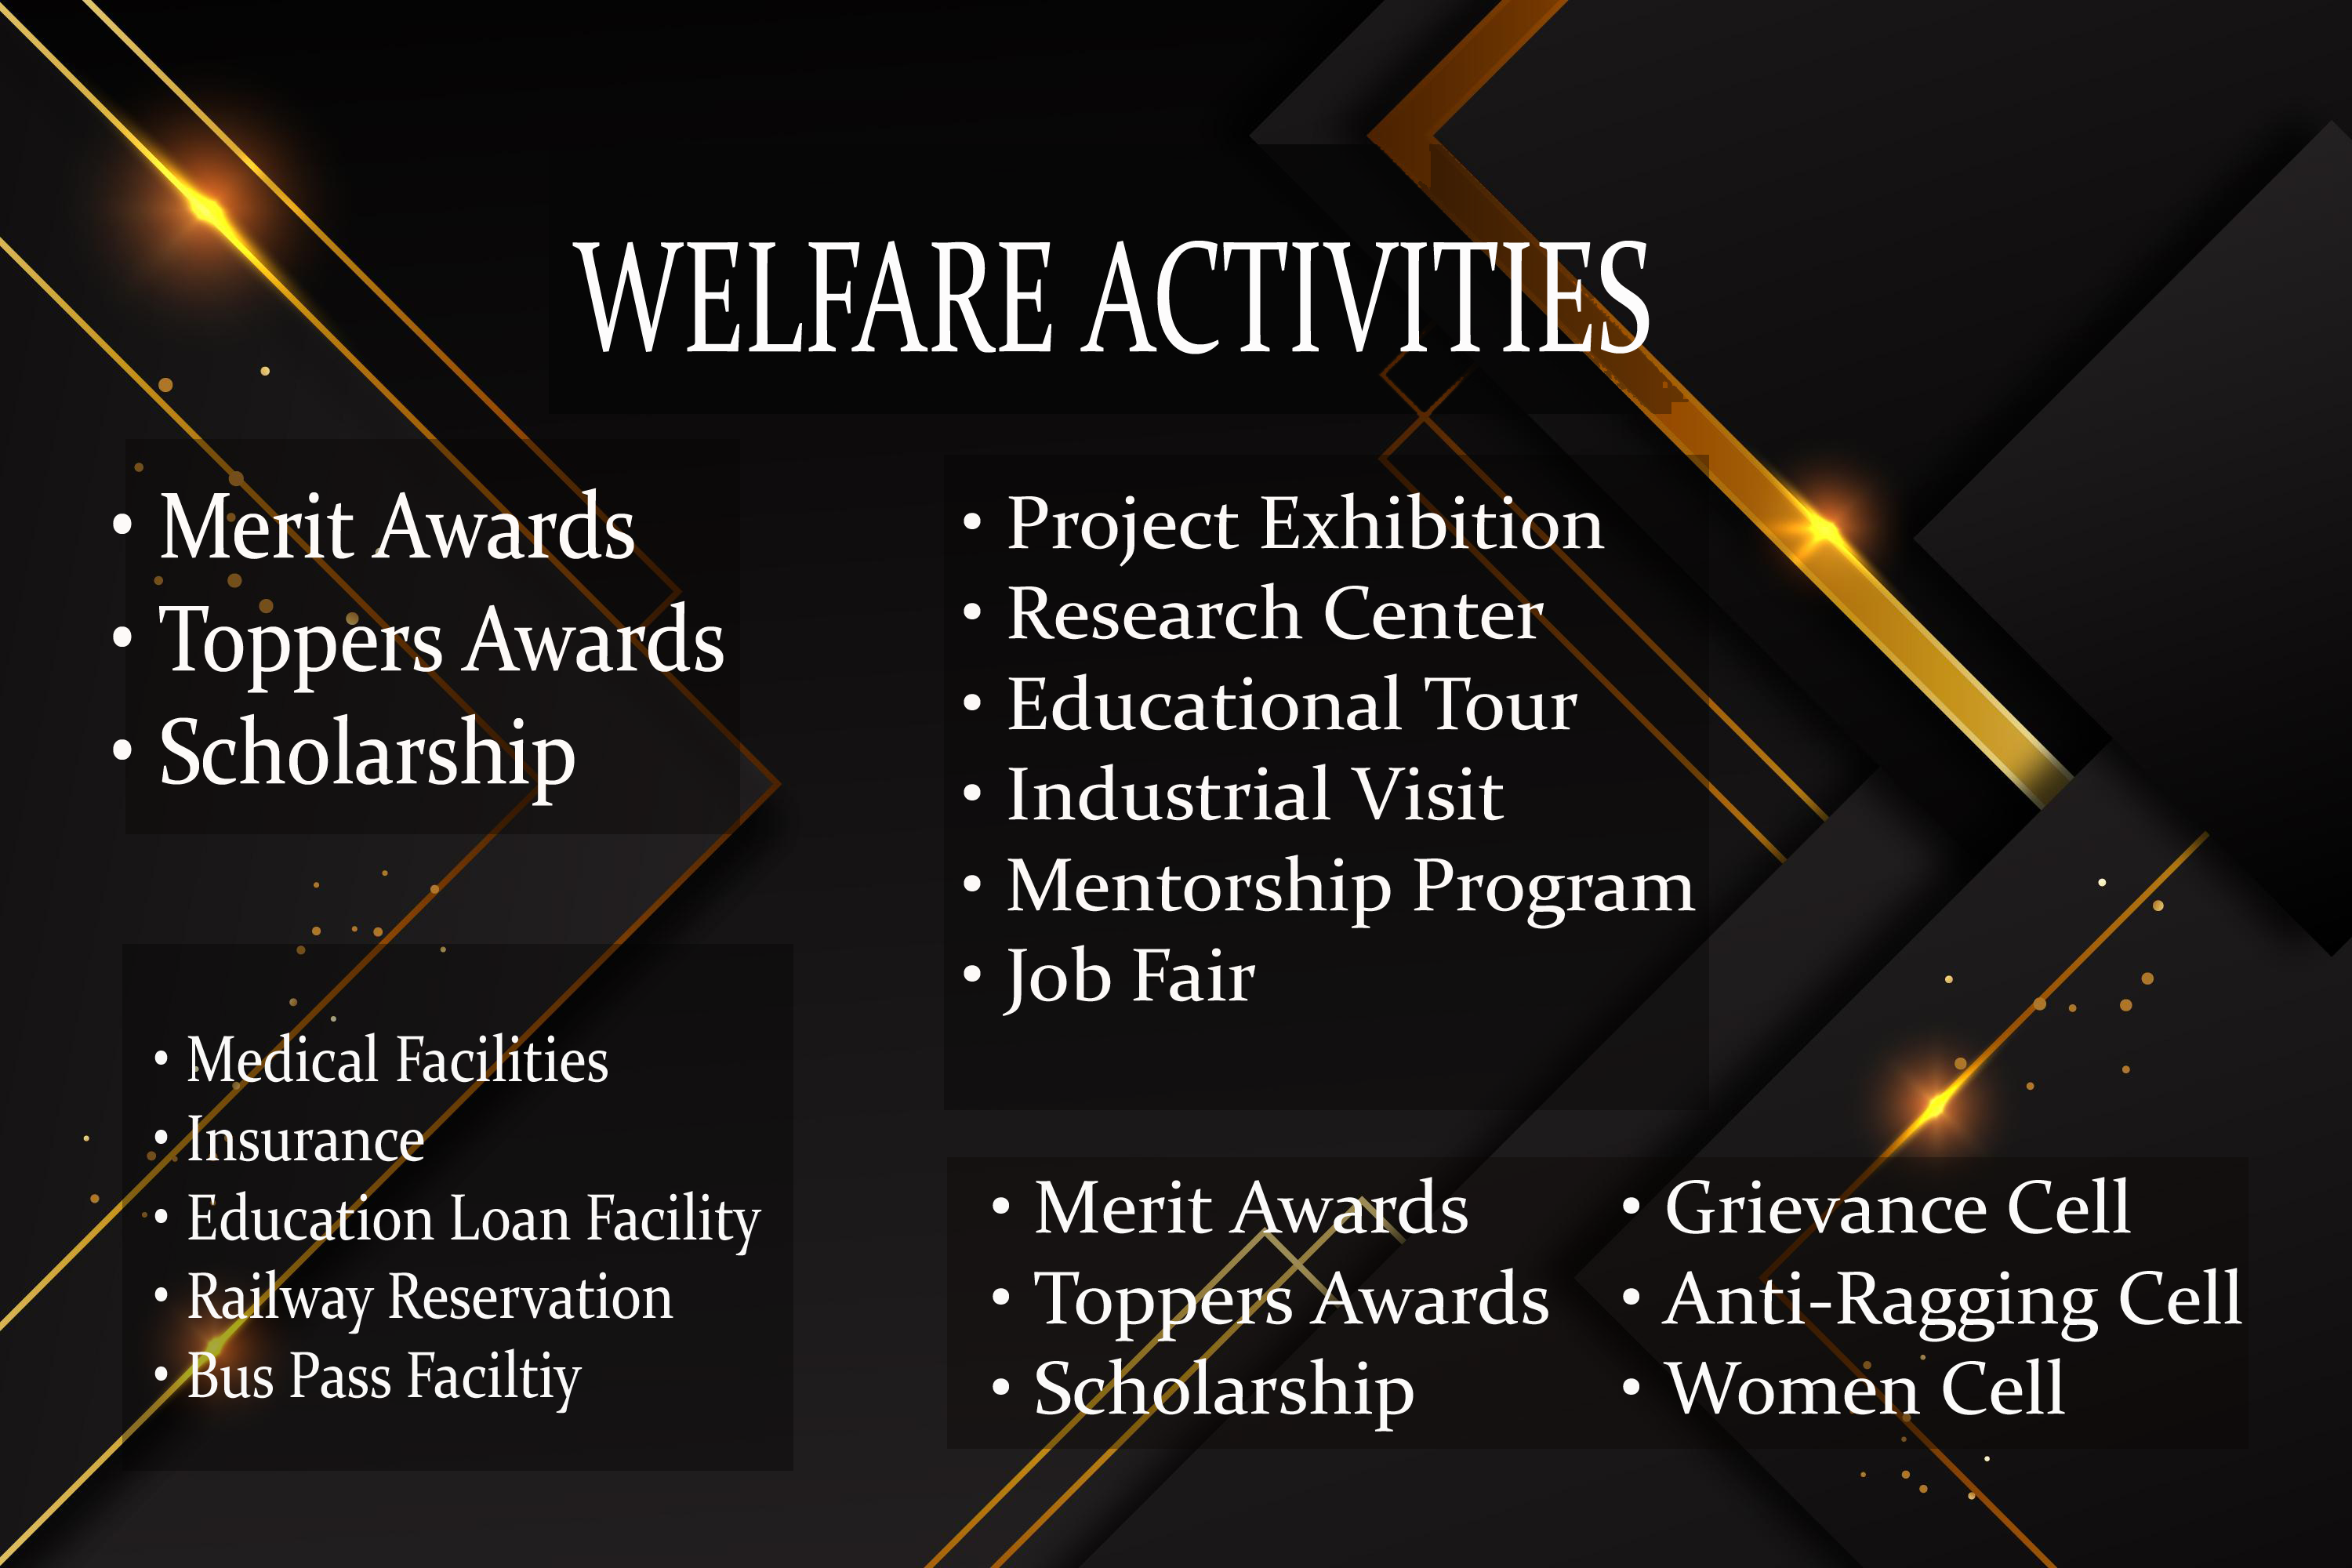 WELFARE ACTIVITIES
• Merit Awards
• Toppers Awards
• Scholarship
• Medical Facilities
• Insurance
• Education Loan Facility
• Railway Reservation
• Bus Pass Faciltiy
• Project Exhibition
• Research Center
• Educational Tour
• Industrial Visit
• Mentorship Program
• Job Fair
• Merit Awards
• Toppers Awards
• Scholarship
• Grievance Cell
• Anti-Ragging Cell
• Women Cell